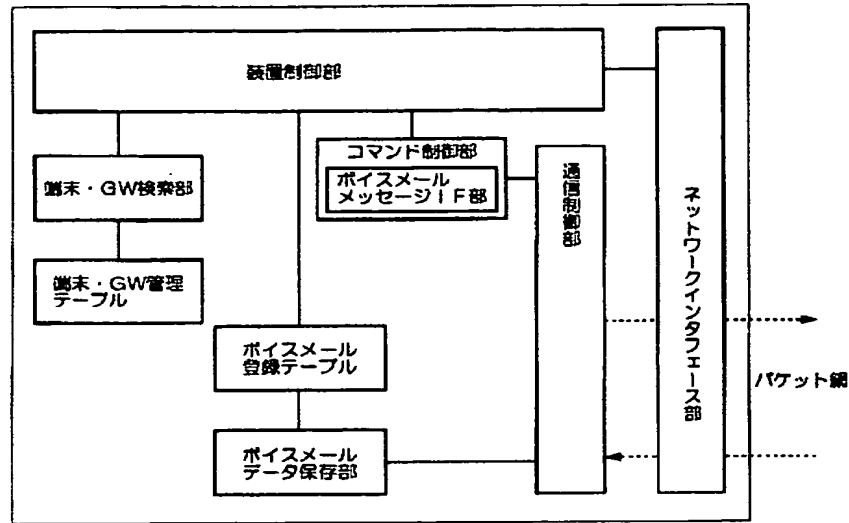 装置制御部
コマンド制御部
ボイスメール
メッセージIF部
端末・GW検索部
端末・GW管理
テーブル
通信制御部
ネットワークインタフェース部
ボイスメール
登録テーブル
パケット網
ボイスメール
データ保存部